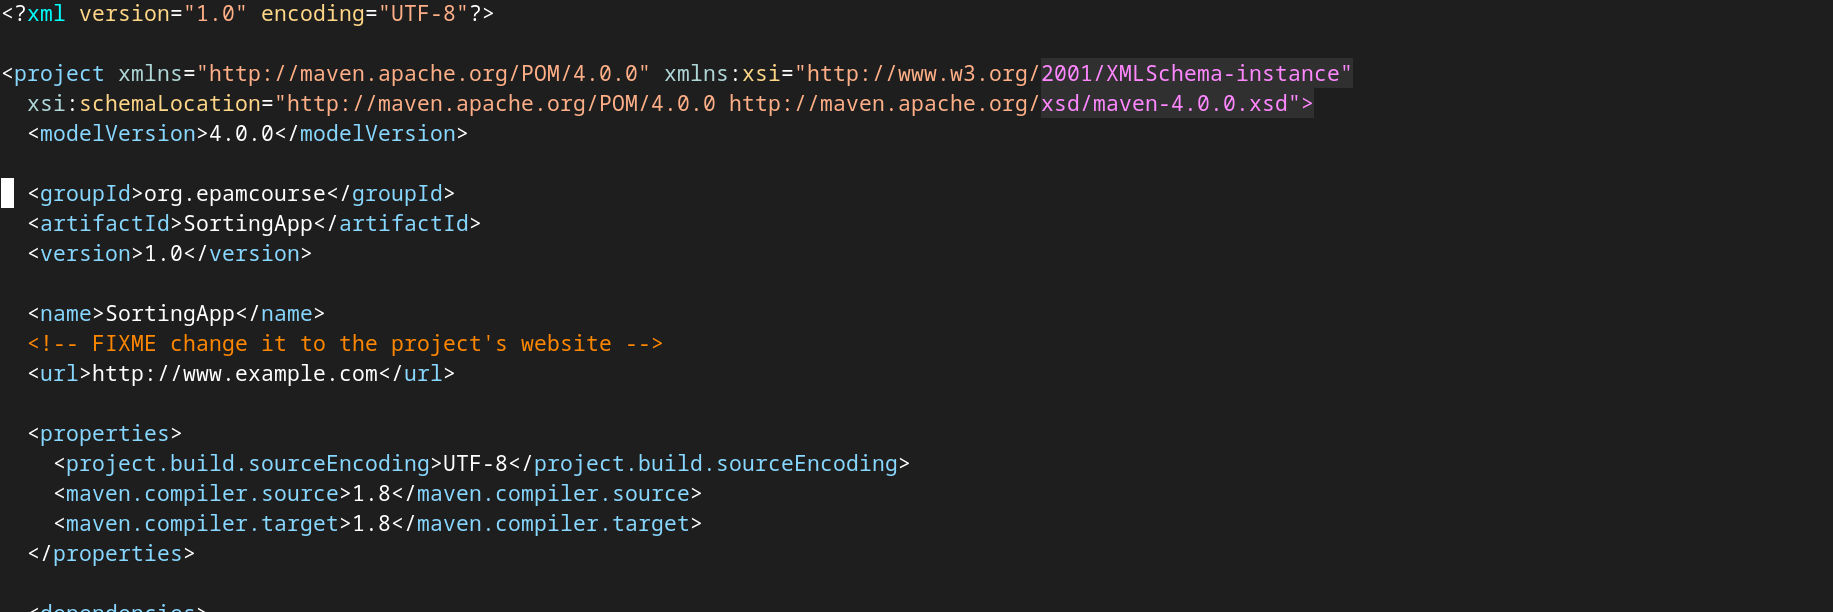 <?xml version="1.0" encoding="UTF-8"?>
<project xmlns="http://maven.apache.org/POM/4.0.0" xmlns:xsi="http://www.w3.org/2001/XMLSchema-instance"
  xsi:schemaLocation="http://maven.apache.org/POM/4.0.0 http://maven.apache.org/xsd/maven-4.0.0.xsd">
  <modelVersion>4.0.0</modelVersion>
  <groupId>org.epamcourse</groupId>
  <artifactId>SortingApp</artifactId>
  <version>1.0</version>
  <name>SortingApp</name>
  <!-- FIXME change it to the project's website -->
  <url>http://www.example.com</url>
  <properties>
    <project.build.sourceEncoding>UTF-8</project.build.sourceEncoding>
    <maven.compiler.source>1.8</maven.compiler.source>
    <maven.compiler.target>1.8</maven.compiler.target>
  </properties>
  <dependencies>